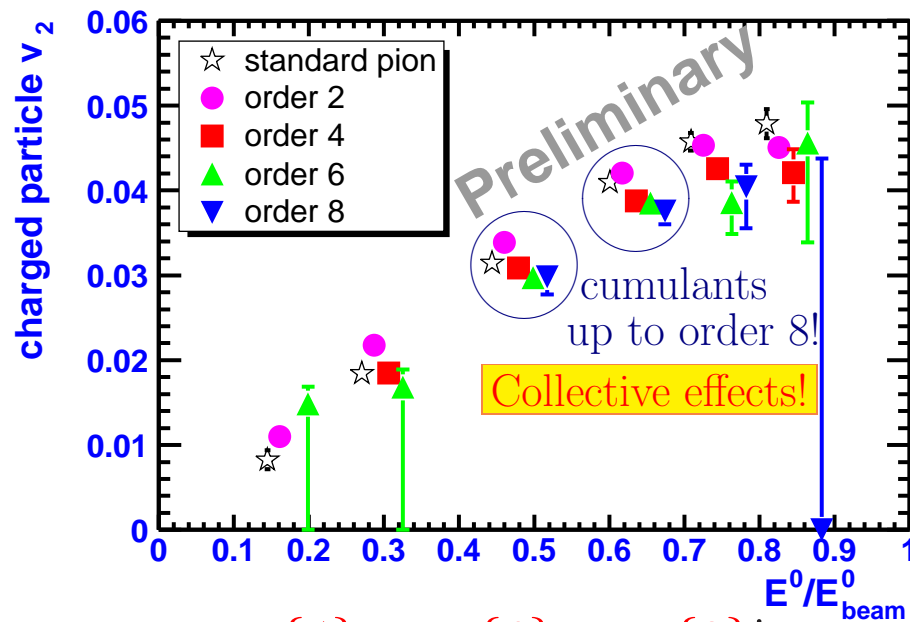 0.06
0.05
0.04
0.03
0.02
0.01
0
charged particle v2
standard pion
order 2
order 4
order 6
order 8
Preliminary
cumulants
up to order 8!
Collective effects!
0 0.1 0.2 0.3 0.4 0.5 0.6 0.7 0.8 0.9 1
E⁰/E⁰beam